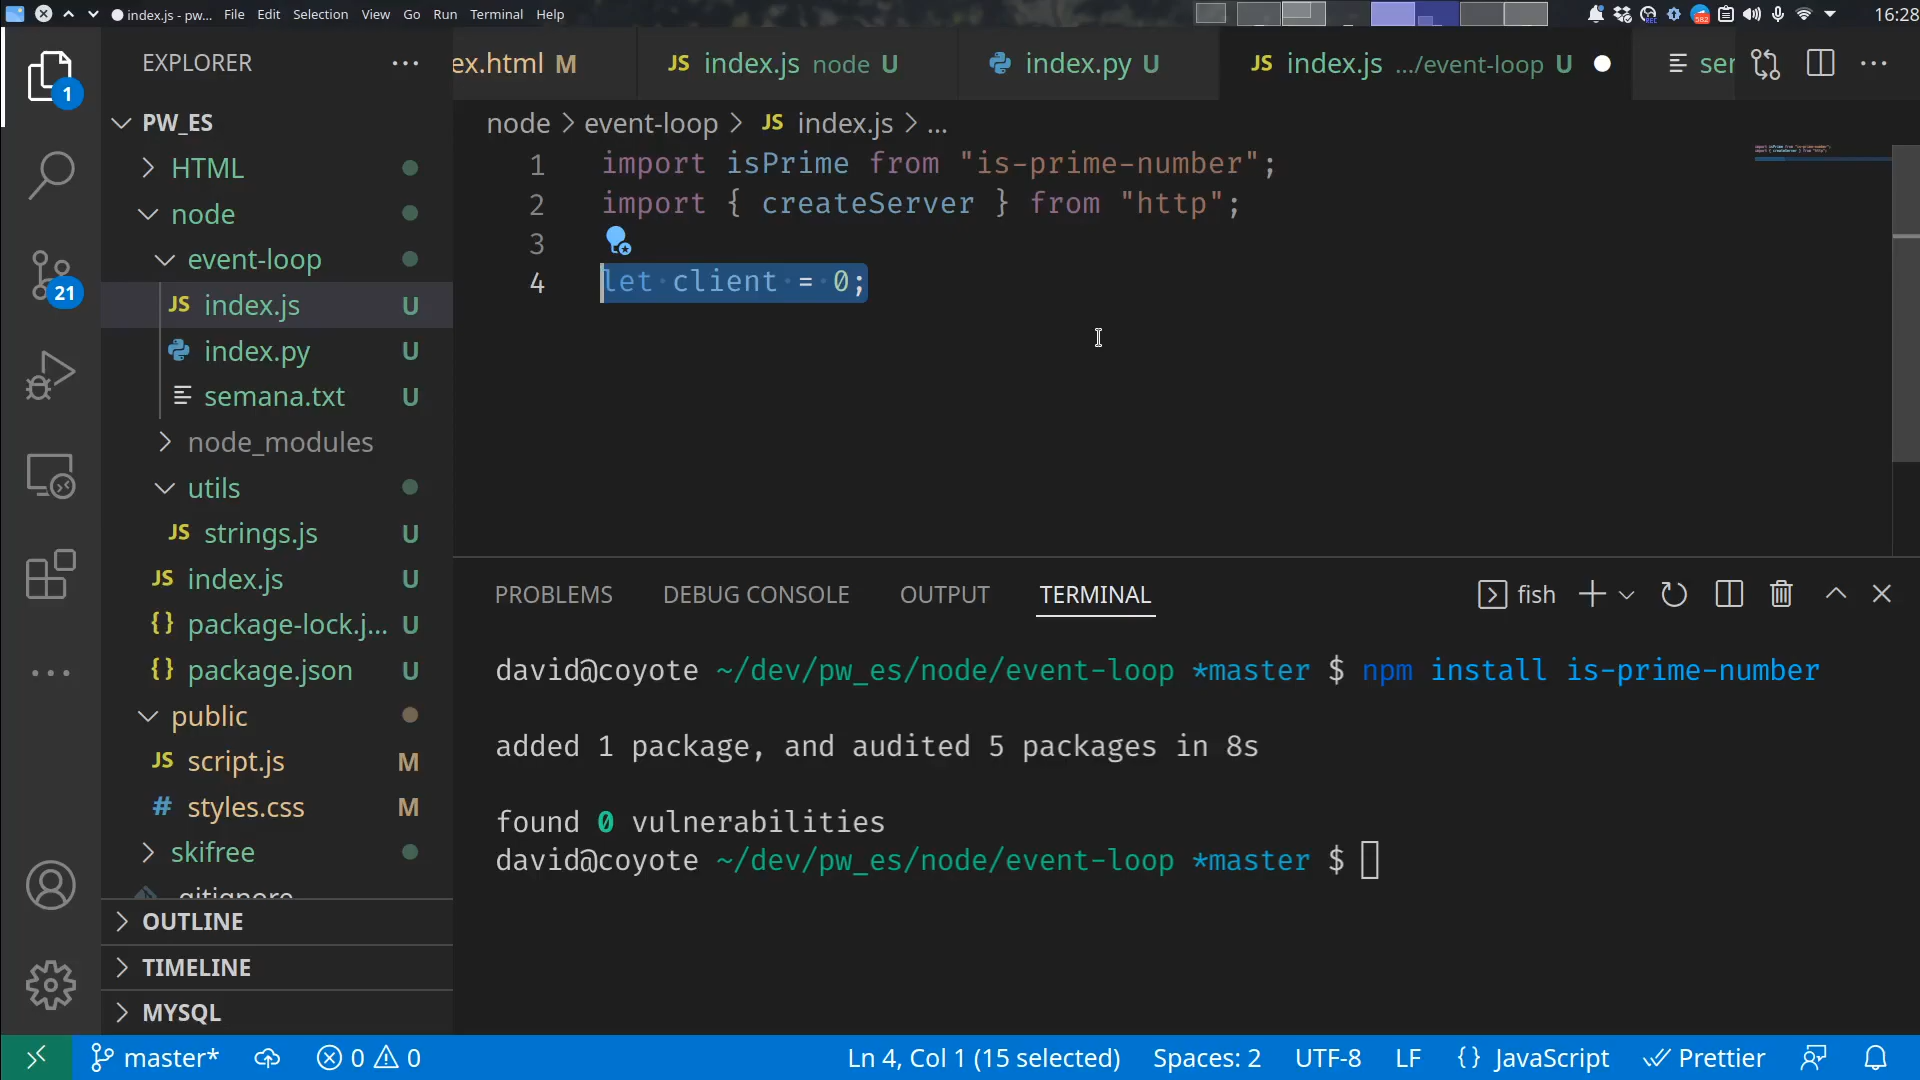 index.js - pw... File Edit Selection View Go Run Terminal Help 16:28
EXPLORER
ex.html M
JS index.js node U
index.py U
JS index.js .../event-loop U
ser
1
PW_ES
node > event-loop > JS index.js > ...
HTML
node
event-loop
JS index.js U
index.py U
semana.txt U
node_modules
utils
JS strings.js U
JS index.js U
{} package-lock.j... U
{} package.json U
public
JS script.js M
# styles.css M
skifree
.gitignore
OUTLINE
TIMELINE
MYSQL
21
1 import isPrime from "is-prime-number";
2 import { createServer } from "http";
3
4 let client = 0;
PROBLEMS DEBUG CONSOLE OUTPUT TERMINAL fish
david@coyote ~/dev/pw_es/node/event-loop *master $ npm install is-prime-number
added 1 package, and audited 5 packages in 8s
found 0 vulnerabilities
david@coyote ~/dev/pw_es/node/event-loop *master $
master* 0 0 Ln 4, Col 1 (15 selected) Spaces: 2 UTF-8 LF {} JavaScript Prettier